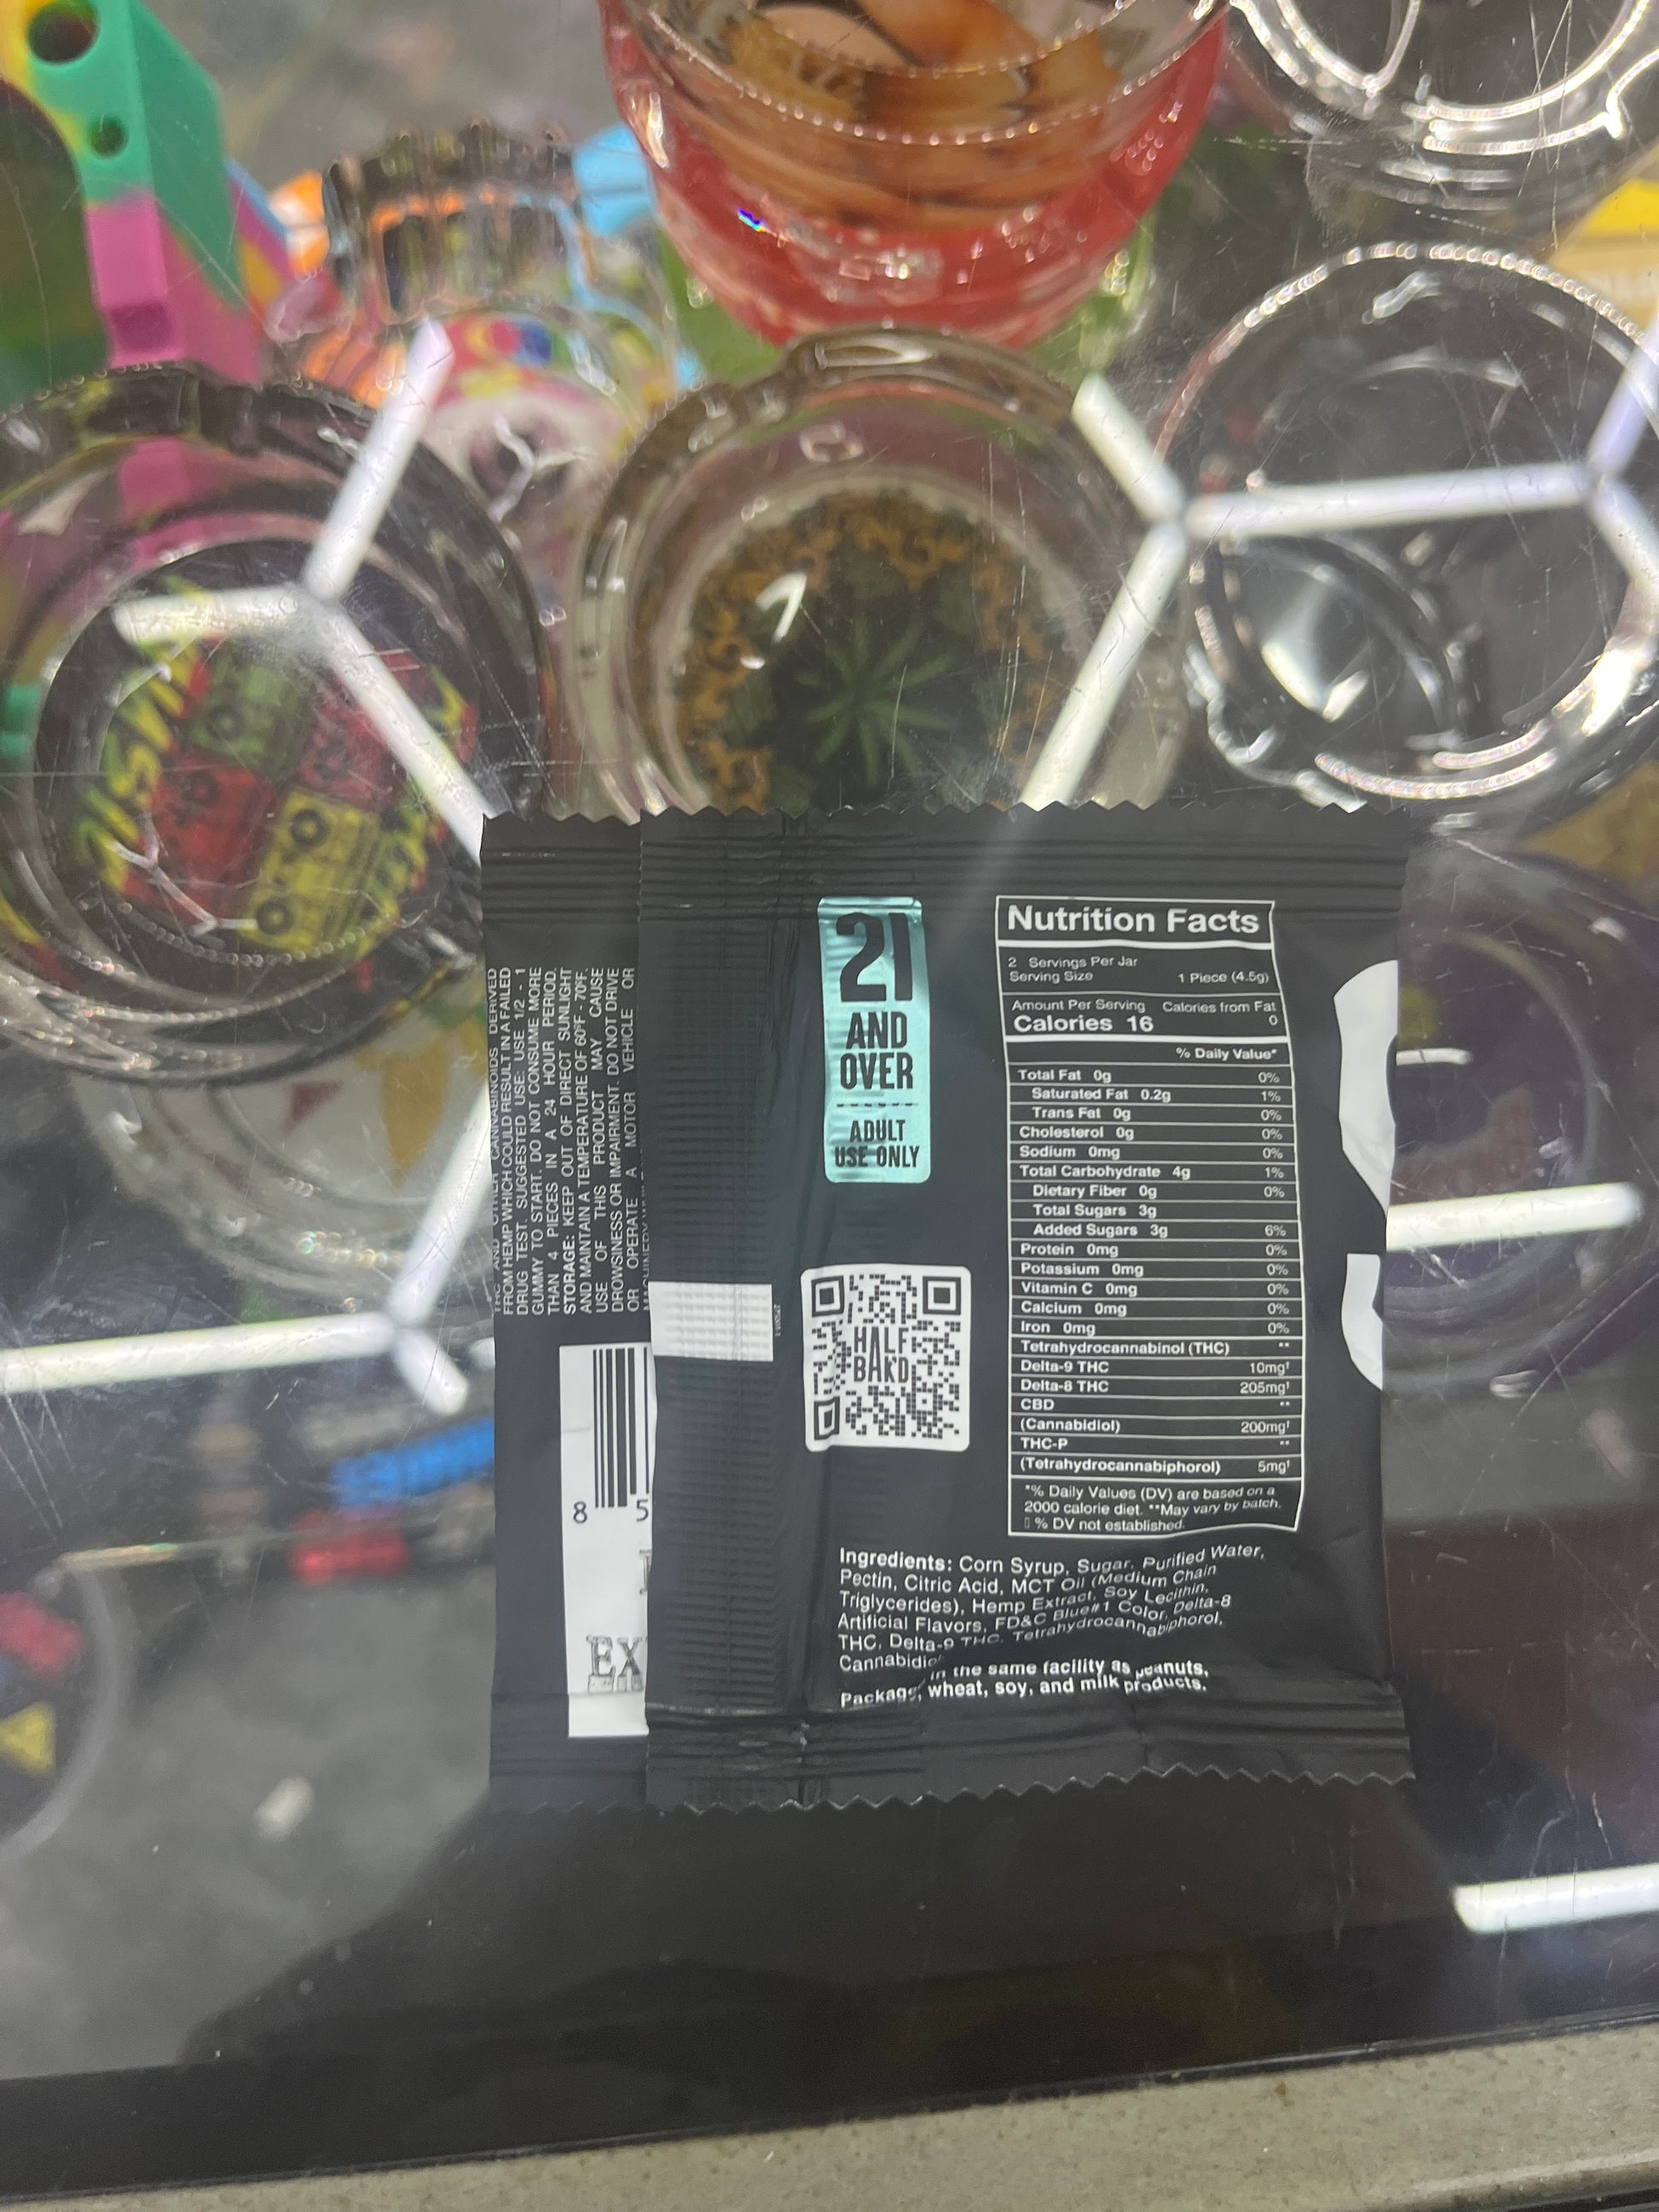 MUSIC
FROM HEMP WHICH COULD RESULT IN A FAILED
DRUG TEST. SUGGESTED USE: USE 1/2 - 1
GUMMY TO START. DO NOT CONSUME MORE
THAN 4 PIECES IN A 24 HOUR PERIOD.
STORAGE: KEEP OUT OF DIRECT SUNLIGHT
AND MAINTAIN A TEMPERATURE OF 60°F - 70°F.
USE OF THIS PRODUCT MAY CAUSE
DROWSINESS OR IMPAIRMENT. DO NOT DRIVE
OR OPERATE A MOTOR VEHICLE OR
8 5
EX
21
AND
OVER
ADULT
USE ONLY
HALF
BAK'D
Nutrition Facts
2 Servings Per Jar
Serving Size 1 Piece (4.5g)
Amount Per Serving Calories from Fat
Calories 16 0
% Daily Value*
Total Fat 0g 0%
Saturated Fat 0.2g 1%
Trans Fat 0g 0%
Cholesterol 0g 0%
Sodium 0mg 0%
Total Carbohydrate 4g 1%
Dietary Fiber 0g 0%
Total Sugars 3g
Added Sugars 3g 6%
Protein 0mg 0%
Potassium 0mg 0%
Vitamin C 0mg 0%
Calcium 0mg 0%
Iron 0mg 0%
Tetrahydrocannabinol (THC) **
Delta-9 THC 10mg†
Delta-8 THC 205mg†
CBD **
(Cannabidiol) 200mg†
THC-P **
(Tetrahydrocannabiphorol) 5mg†
*% Daily Values (DV) are based on a
2000 calorie diet. **May vary by batch.
▯ % DV not established.
Ingredients: Corn Syrup, Sugar, Purified Water,
Pectin, Citric Acid, MCT Oil (Medium Chain
Triglycerides), Hemp Extract, Soy Lecithin,
Artificial Flavors, FD&C Blue#1 Color, Delta-8
THC, Delta-9 THC, Tetrahydrocannabiphorol,
Cannabidio
in the same facility as peanuts,
wheat, soy, and milk products.